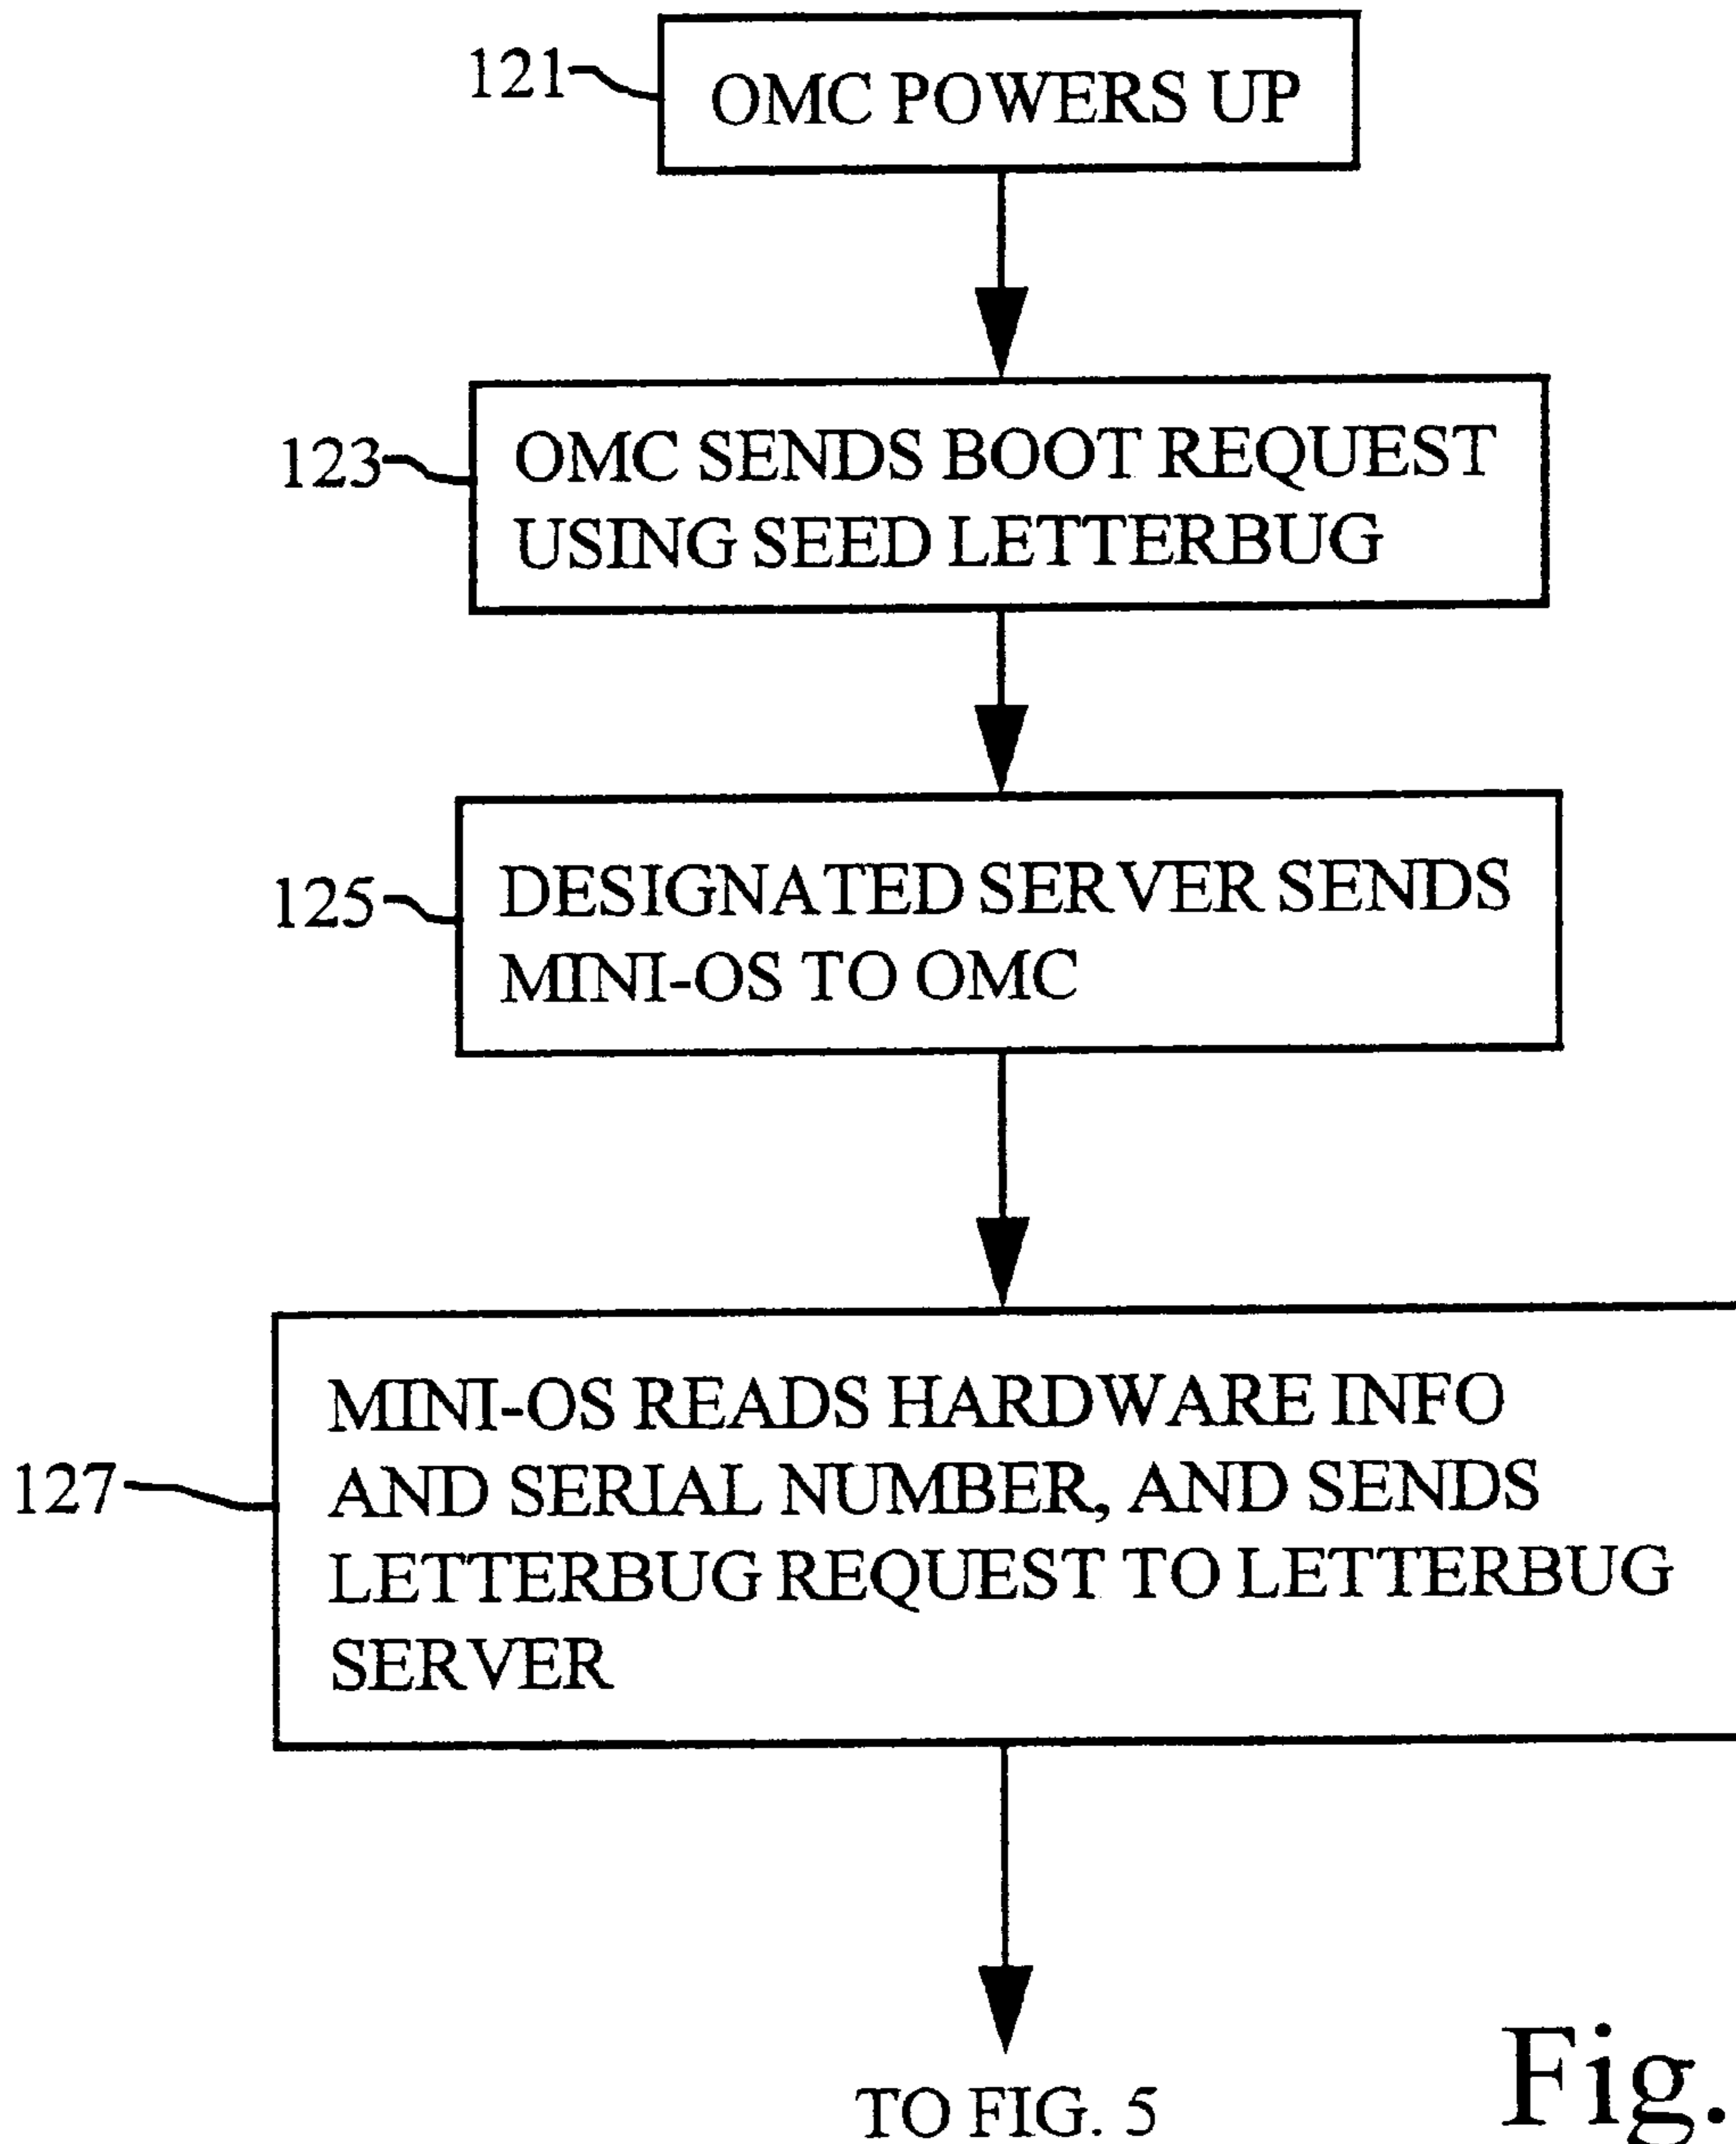 121
OMC POWERS UP
123
OMC SENDS BOOT REQUEST
USING SEED LETTERBUG
125
DESIGNATED SERVER SENDS
MINI-OS TO OMC
127
MINI-OS READS HARDWARE INFO
AND SERIAL NUMBER, AND SENDS
LETTERBUG REQUEST TO LETTERBUG
SERVER
TO FIG. 5
Fig.